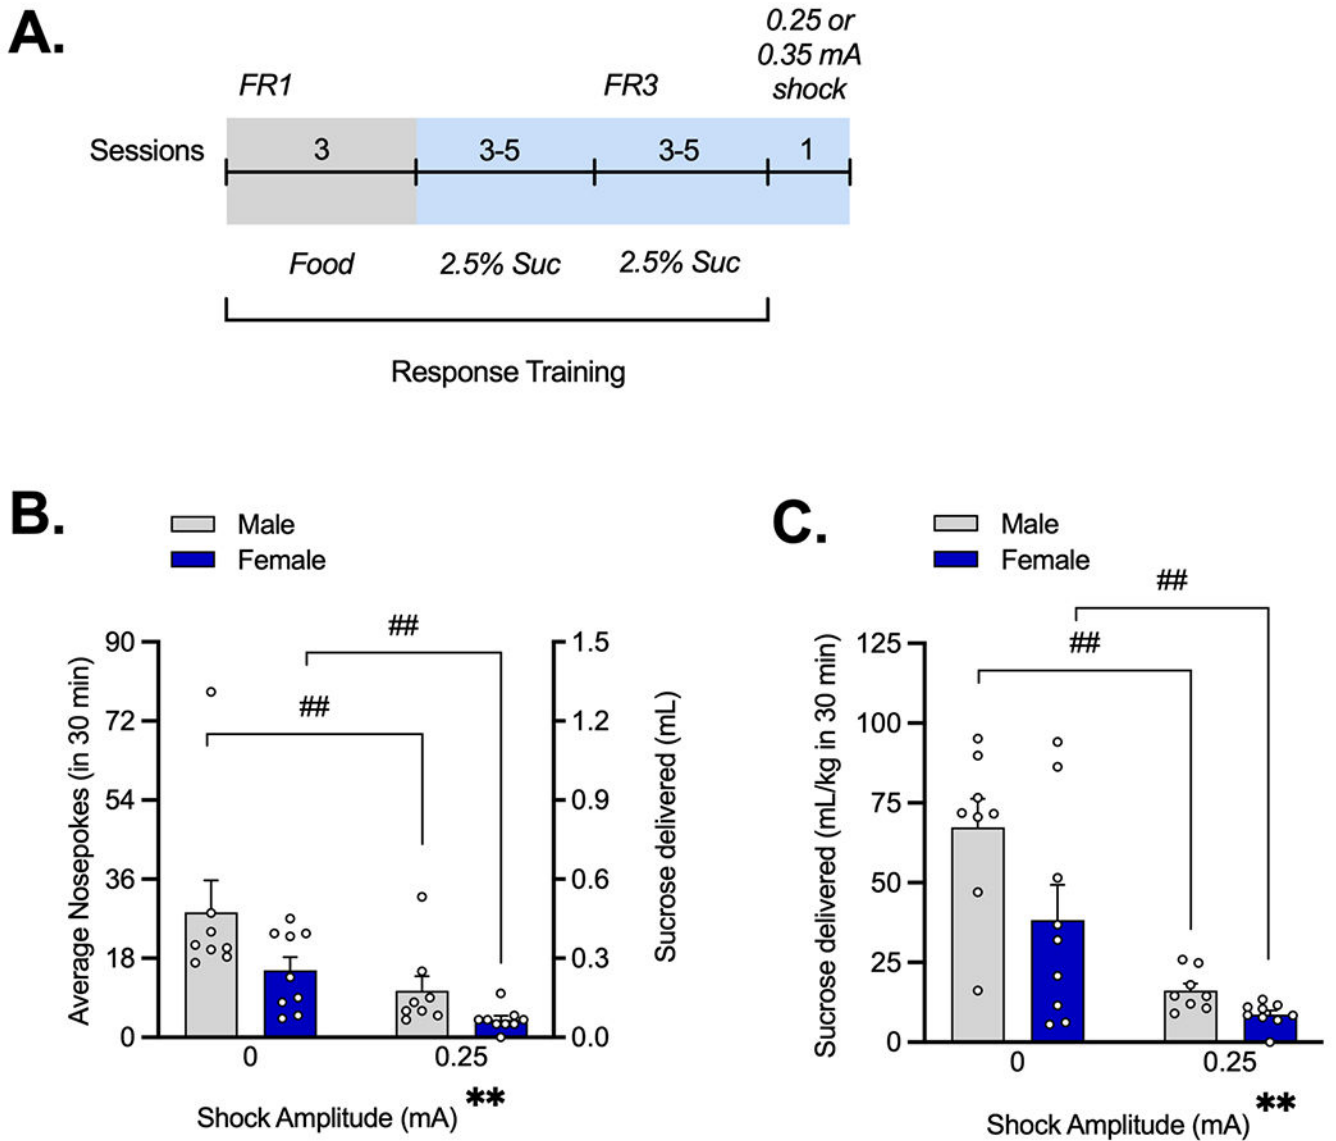 A.
0.25 or
0.35 mA
shock
FR1
FR3
Sessions
3
3-5
3-5
1
Food
2.5% Suc
2.5% Suc
Response Training
B.
Male
Female
##
##
90
72
54
36
18
0
Average Nosepokes (in 30 min)
1.5
1.2
0.9
0.6
0.3
0.0
Sucrose delivered (mL)
0
0.25
Shock Amplitude (mA)
**
C.
Male
Female
##
##
125
100
75
50
25
0
Sucrose delivered (mL/kg in 30 min)
0
0.25
Shock Amplitude (mA)
**